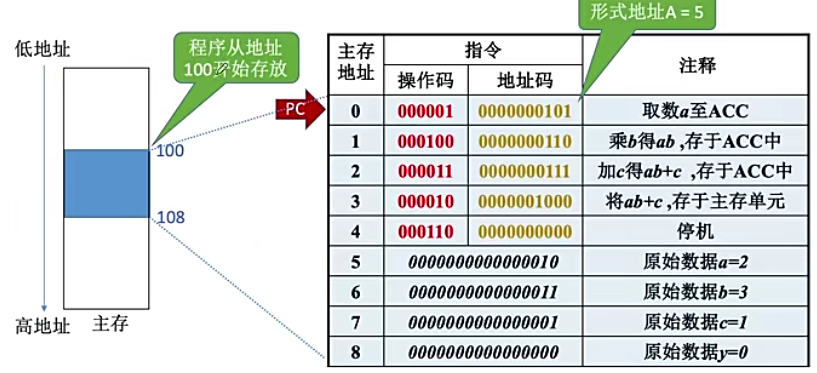 形式地址A = 5
程序从地址
100开始存放
低地址
100
108
高地址
主存
PC
主存
地址
指令
注释
操作码
地址码
0 000001 0000000101 取数a至ACC
1 000100 0000000110 乘b得ab,存于ACC中
2 000011 0000000111 加c得ab+c ,存于ACC中
3 000010 0000001000 将ab+c,存于主存单元
4 000110 0000000000 停机
5 0000000000000010 原始数据a=2
6 0000000000000011 原始数据b=3
7 0000000000000001 原始数据c=1
8 0000000000000000 原始数据y=0